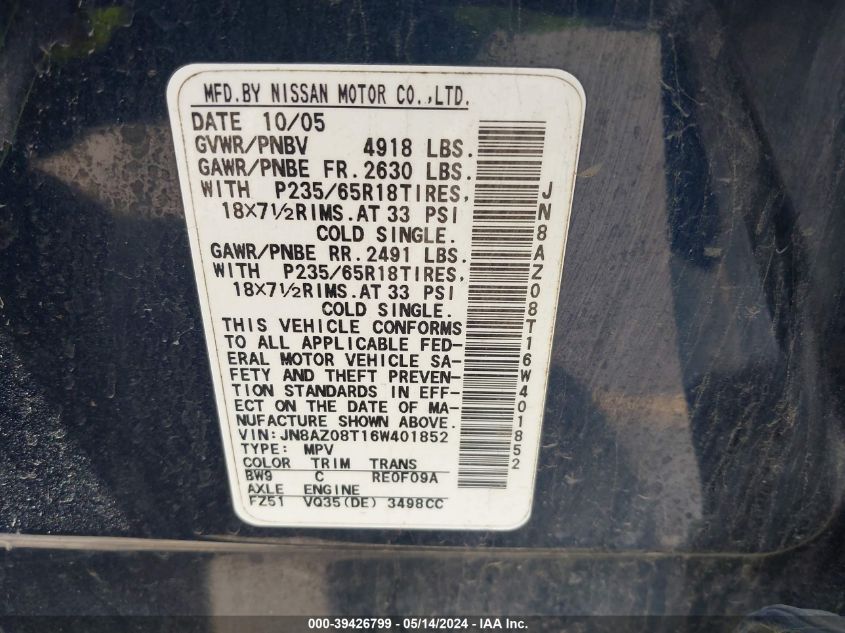 MFD.BY NISSAN MOTOR CO.,LTD.
DATE 10/05
GVWR/PNBV 4918 LBS.
GAWR/PNBE FR.2630 LBS.
WITH P235/65R18TIRES,
18X7½RIMS.AT 33 PSI
COLD SINGLE.
GAWR/PNBE RR.2491 LBS.
WITH P235/65R18TIRES,
18X7½RIMS.AT 33 PSI
COLD SINGLE.
THIS VEHICLE CONFORMS
TO ALL APPLICABLE FED-
ERAL MOTOR VEHICLE SA-
FETY AND THEFT PREVEN-
TION STANDARDS IN EFF-
ECT ON THE DATE OF MA-
NUFACTURE SHOWN ABOVE.
VIN:JN8AZ08T16W401852
TYPE: MPV
COLOR TRIM TRANS
BW9 C RE0F09A
AXLE ENGINE
FZ51 VQ35(DE) 3498CC
JN8AZ08T16W401852
000-39426799 - 05/14/2024 - IAA Inc.